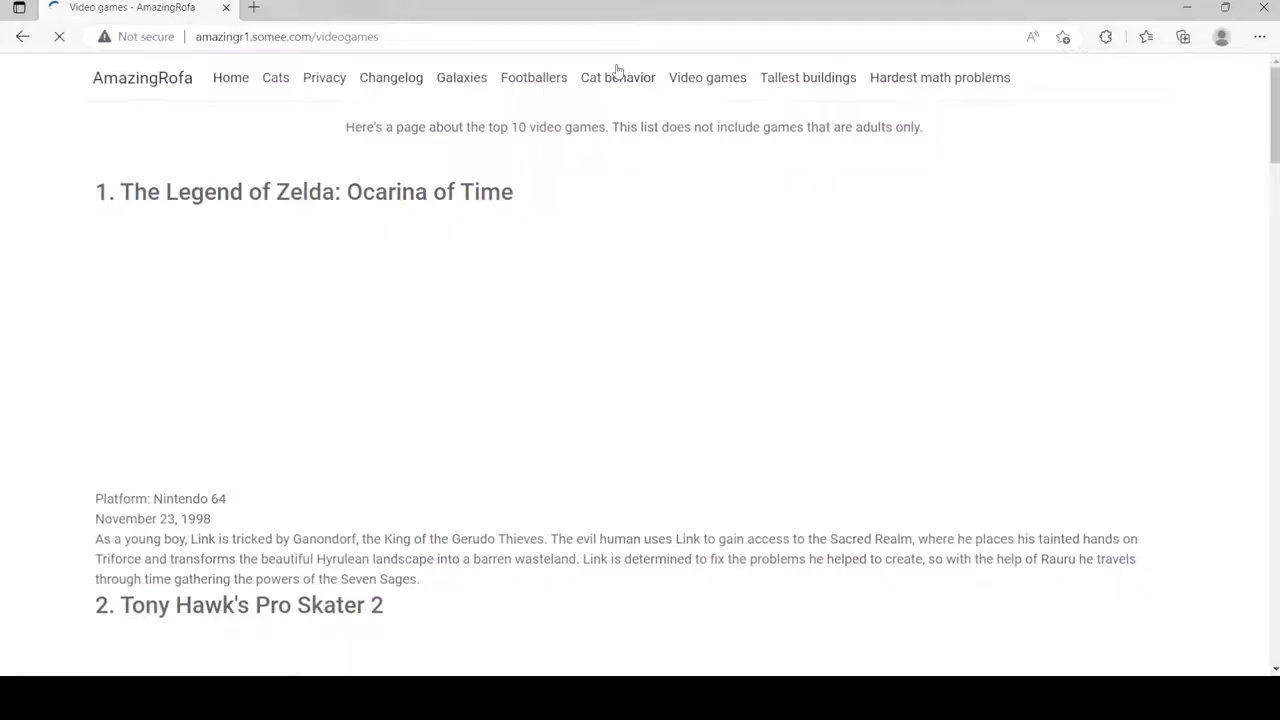 Video games - AmazingRofa
Not secure amazingr1.somee.com/videogames
AmazingRofa Home Cats Privacy Changelog Galaxies Footballers Cat behavior Video games Tallest buildings Hardest math problems
Here's a page about the top 10 video games. This list does not include games that are adults only.
1. The Legend of Zelda: Ocarina of Time
Platform: Nintendo 64
November 23, 1998
As a young boy, Link is tricked by Ganondorf, the King of the Gerudo Thieves. The evil human uses Link to gain access to the Sacred Realm, where he places his tainted hands on
Triforce and transforms the beautiful Hyrulean landscape into a barren wasteland. Link is determined to fix the problems he helped to create, so with the help of Rauru he travels
through time gathering the powers of the Seven Sages.
2. Tony Hawk's Pro Skater 2